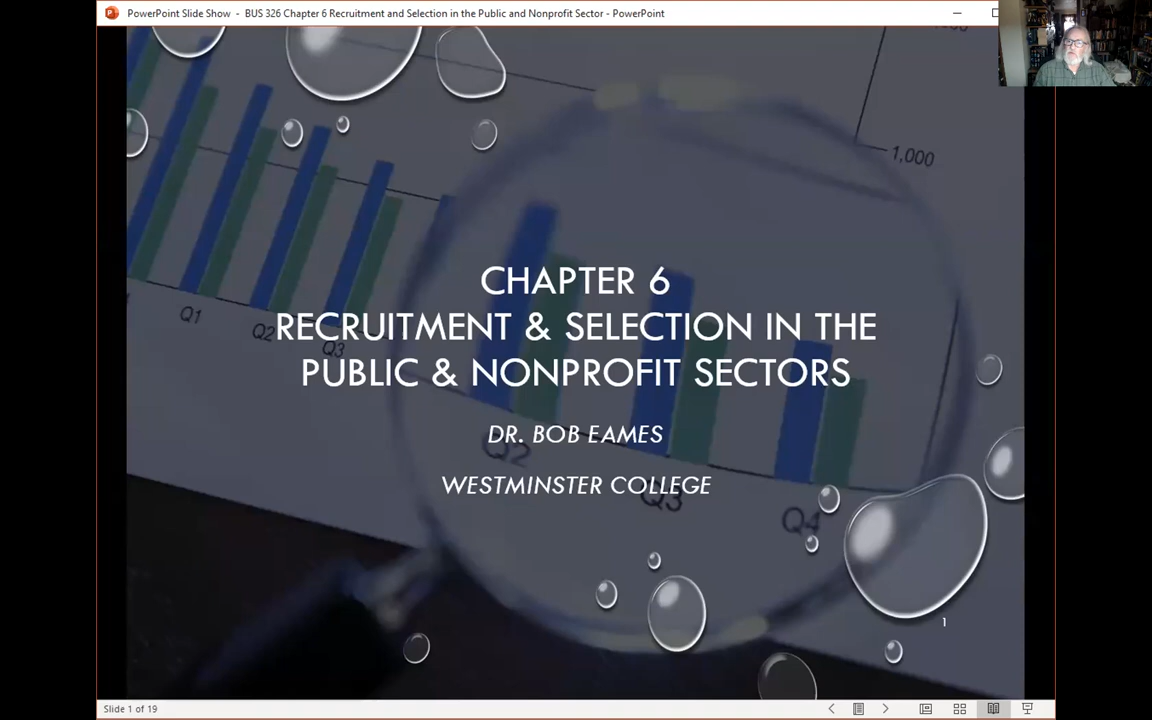 PowerPoint Slide Show - BUS 326 Chapter 6 Recruitment and Selection in the Public and Nonprofit Sector - PowerPoint
1,000
Q1
Q2
Q3
CHAPTER 6
RECRUITMENT & SELECTION IN THE
PUBLIC & NONPROFIT SECTORS
DR. BOB EAMES
Q2
WESTMINSTER COLLEGE
Q3
Q4
1
Slide 1 of 19